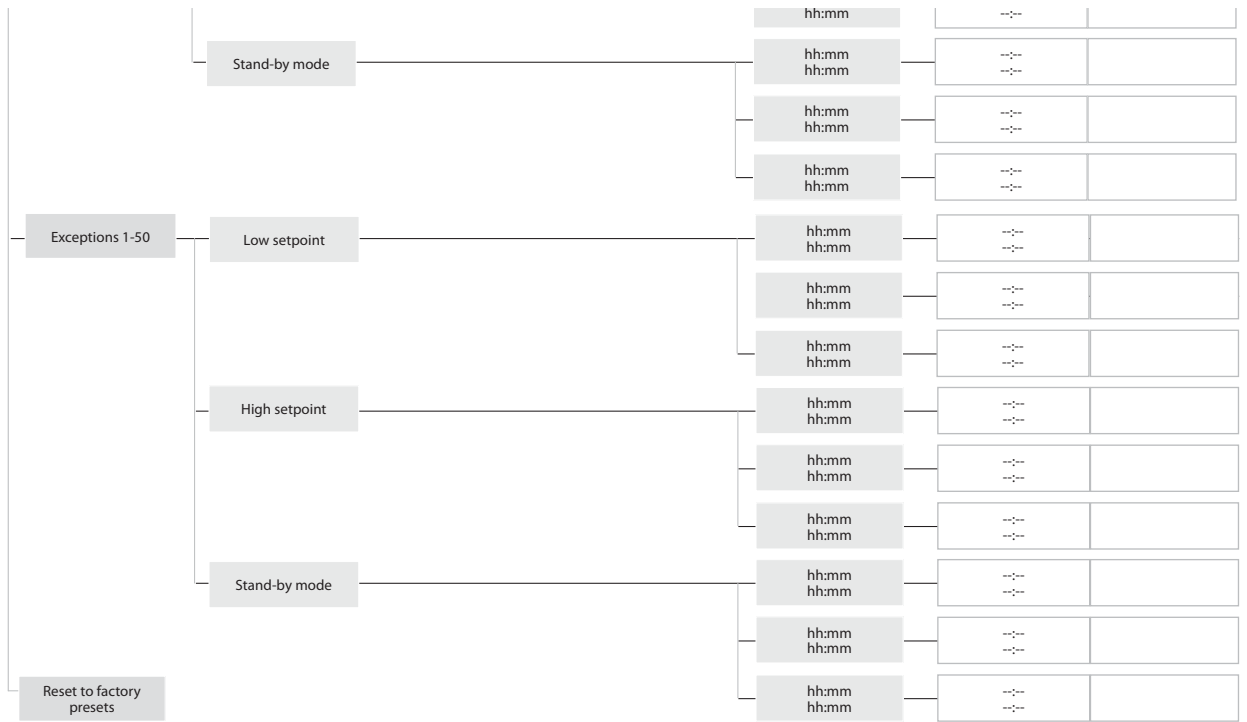 hh:mm --:--
Stand-by mode
hh:mm --:--
hh:mm --:--
hh:mm --:--
hh:mm --:--
hh:mm --:--
hh:mm --:--
Exceptions 1-50
Low setpoint
hh:mm --:--
hh:mm --:--
hh:mm --:--
hh:mm --:--
hh:mm --:--
hh:mm --:--
High setpoint
hh:mm --:--
hh:mm --:--
hh:mm --:--
hh:mm --:--
hh:mm --:--
hh:mm --:--
Stand-by mode
hh:mm --:--
hh:mm --:--
hh:mm --:--
hh:mm --:--
Reset to factory
presets
hh:mm --:--
hh:mm --:--